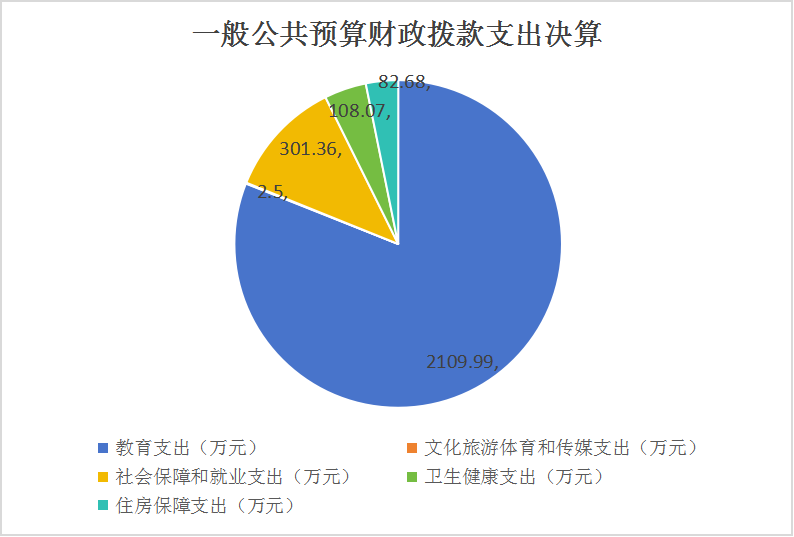 一般公共预算财政拨款支出决算
82.68,
108.07,
301.36,
2.5,
2109.99,
教育支出（万元）
文化旅游体育和传媒支出（万元）
社会保障和就业支出（万元）
卫生健康支出（万元）
住房保障支出（万元）